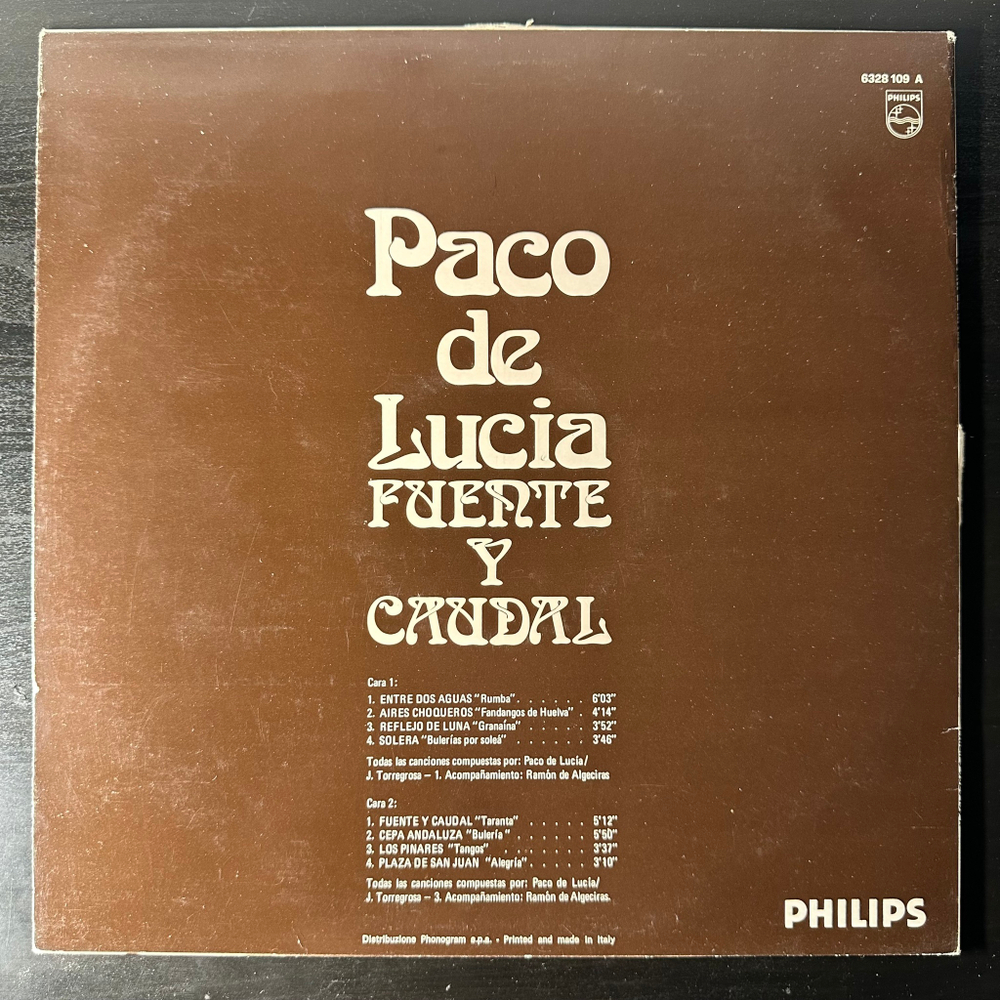 6328 109 A
PHILIPS
Paco
de
Lucia
FUENTE
Y
CAUDAL
Cara 1:
1. ENTRE DOS AGUAS "Rumba" . . . . . . 6'03"
2. AIRES CHOQUEROS "Fandangos de Huelva" . 4'14"
3. REFLEJO DE LUNA "Granaína" . . . . . 3'52"
4. SOLERA "Bulerías por soleá" . . . . . . 3'46"
Todas las canciones compuestas por: Paco de Lucía/
J. Torregrosa – 1. Acompañamiento: Ramón de Algeciras
Cara 2:
1. FUENTE Y CAUDAL "Taranta" . . . . . 5'12"
2. CEPA ANDALUZA "Bulería" . . . . . . 5'50"
3. LOS PINARES "Tangos" . . . . . . . 3'37"
4. PLAZA DE SAN JUAN "Alegría" . . . . . 3'10"
Todas las canciones compuestas por: Paco de Lucía/
J. Torregrosa – 3. Acompañamiento: Ramón de Algeciras.
PHILIPS
Distribuzione Phonogram s.p.a. • Printed and made in Italy